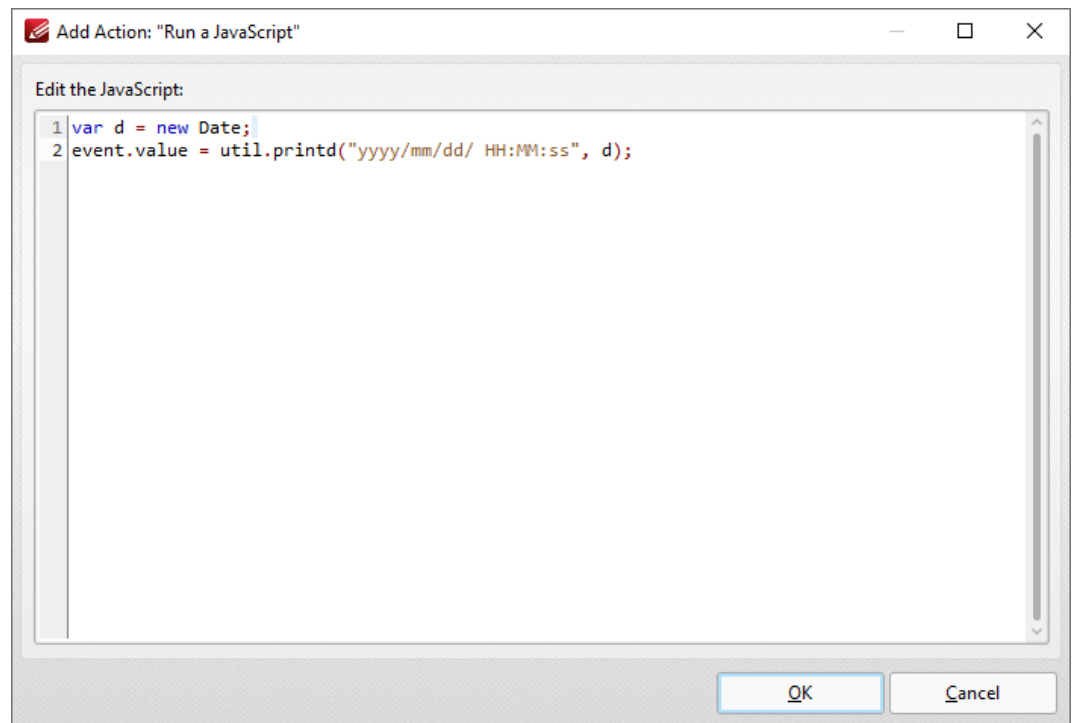 Add Action: "Run a JavaScript"
Edit the JavaScript:
1 var d = new Date;
2 event.value = util.printd("yyyy/mm/dd/ HH:MM:ss", d);
OK Cancel